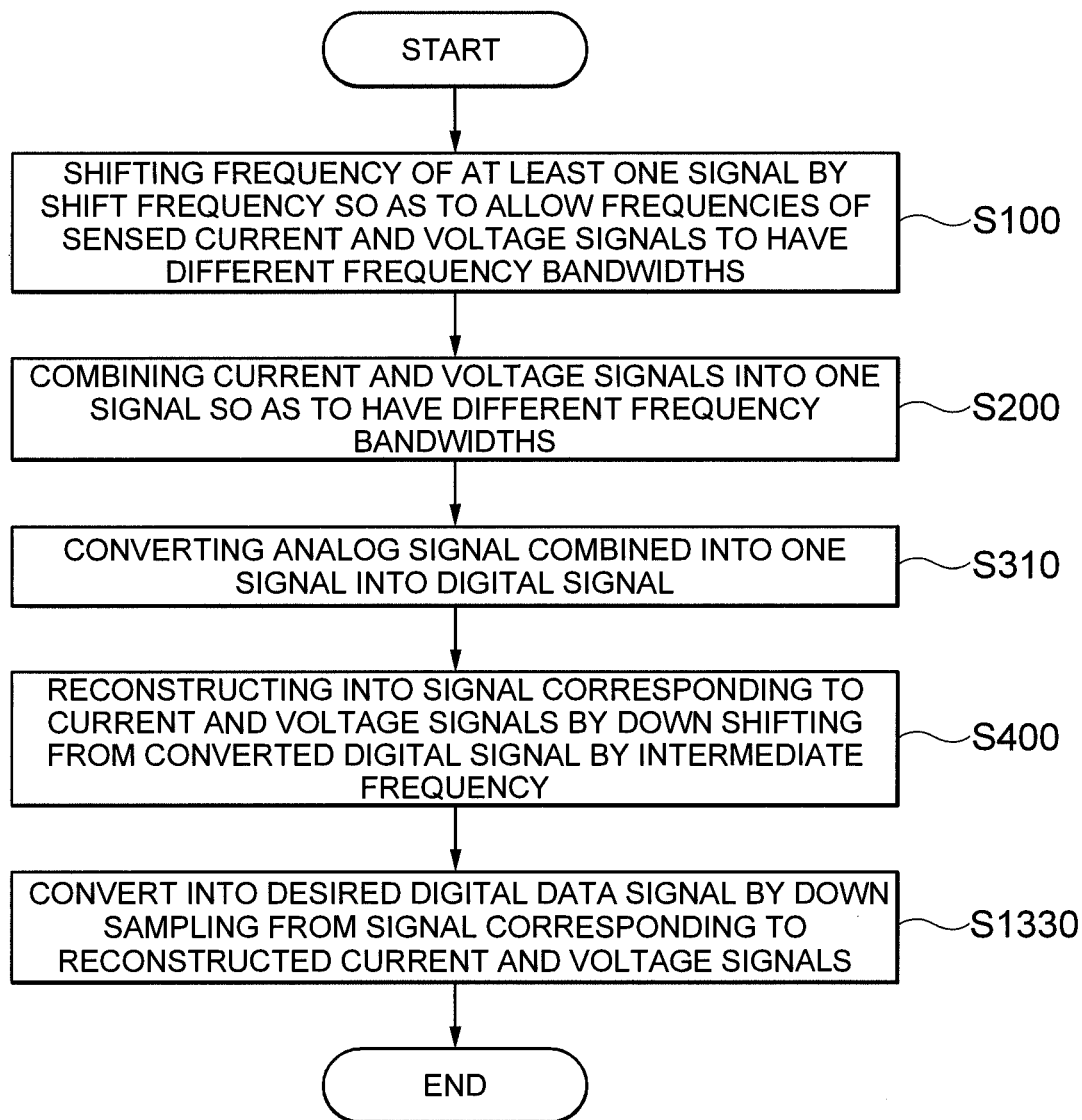 START
SHIFTING FREQUENCY OF AT LEAST ONE SIGNAL BY
SHIFT FREQUENCY SO AS TO ALLOW FREQUENCIES OF
SENSED CURRENT AND VOLTAGE SIGNALS TO HAVE
DIFFERENT FREQUENCY BANDWIDTHS
S100
COMBINING CURRENT AND VOLTAGE SIGNALS INTO ONE
SIGNAL SO AS TO HAVE DIFFERENT FREQUENCY
BANDWIDTHS
S200
CONVERTING ANALOG SIGNAL COMBINED INTO ONE
SIGNAL INTO DIGITAL SIGNAL
S310
RECONSTRUCTING INTO SIGNAL CORRESPONDING TO
CURRENT AND VOLTAGE SIGNALS BY DOWN SHIFTING
FROM CONVERTED DIGITAL SIGNAL BY INTERMEDIATE
FREQUENCY
S400
CONVERT INTO DESIRED DIGITAL DATA SIGNAL BY DOWN
SAMPLING FROM SIGNAL CORRESPONDING TO
RECONSTRUCTED CURRENT AND VOLTAGE SIGNALS
S1330
END